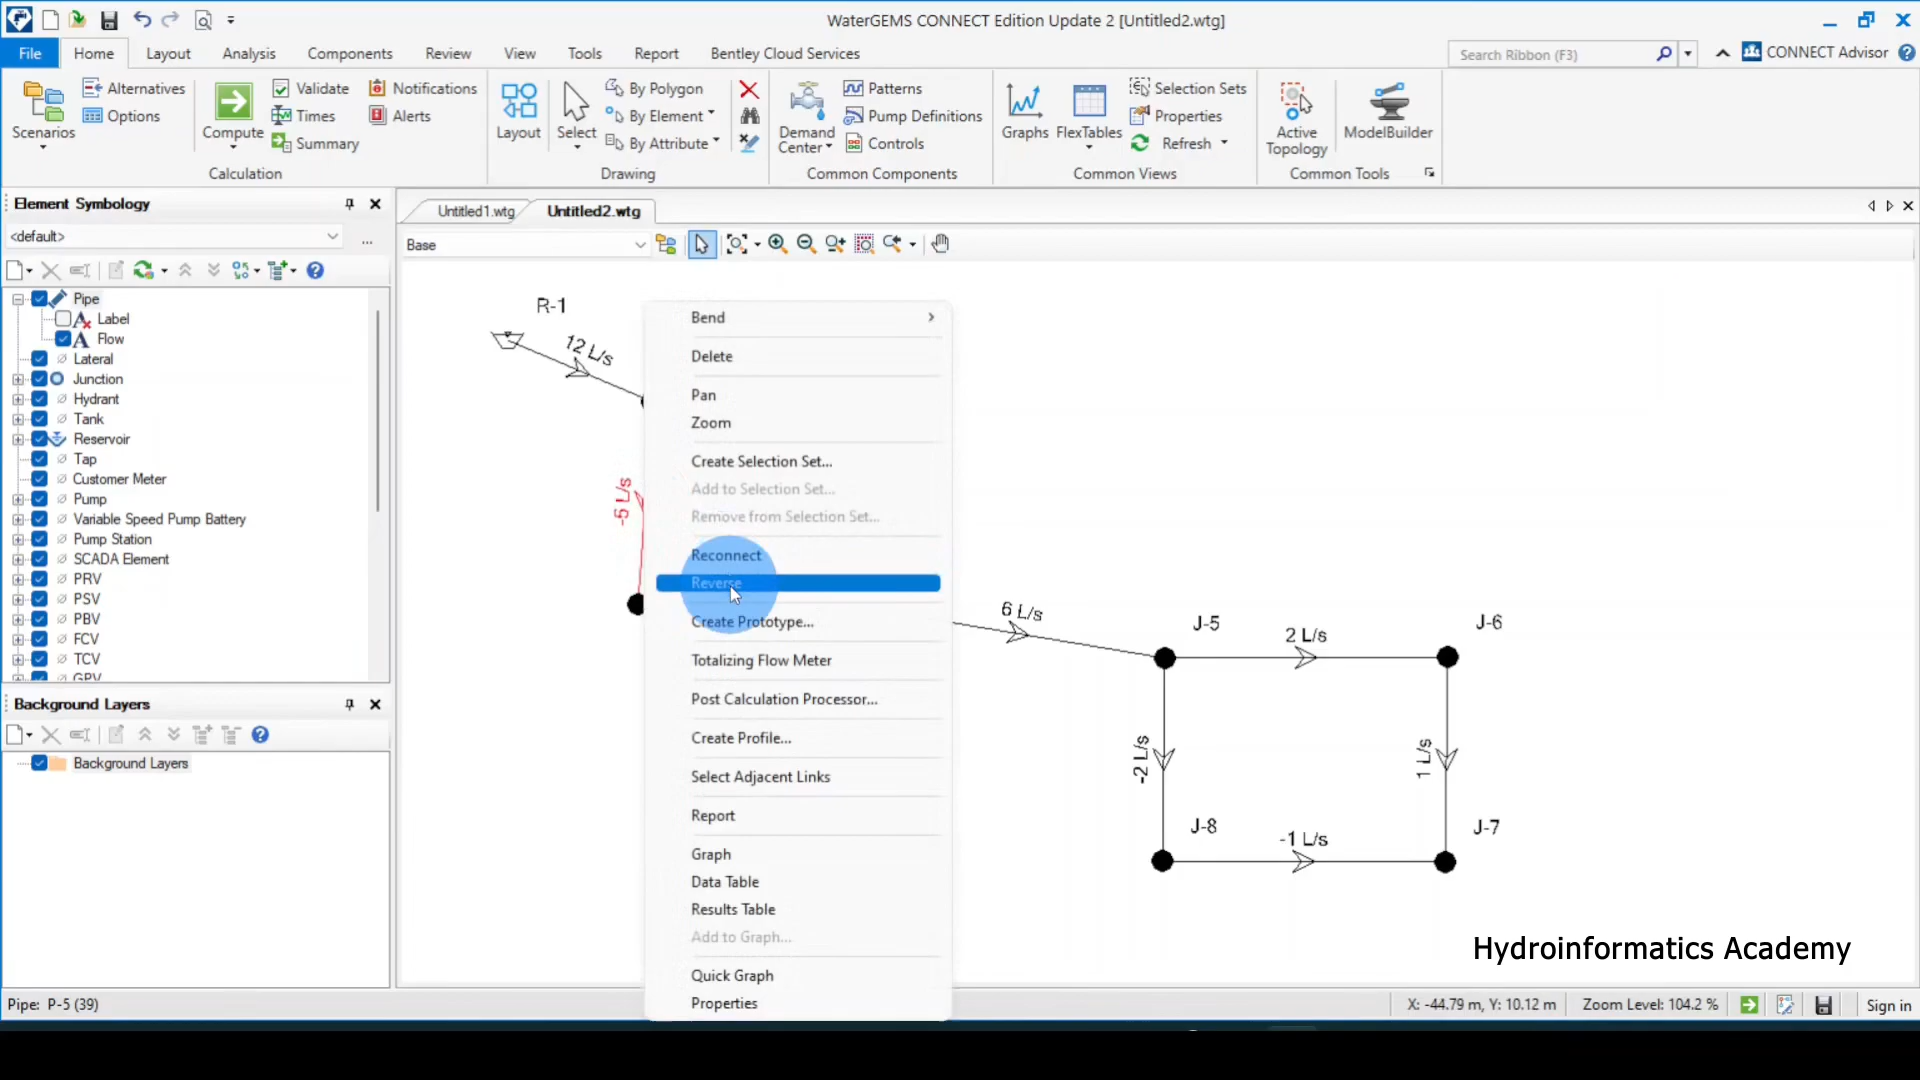 WaterGEMS CONNECT Edition Update 2 [Untitled2.wtg]
File Home Layout Analysis Components Review View Tools Report Bentley Cloud Services
Search Ribbon (F3)
CONNECT Advisor
Scenarios
Alternatives
Options
Compute
Validate
Times
Summary
Notifications
Alerts
Calculation
Layout
Select
By Polygon
By Element
By Attribute
Drawing
Demand
Center
Patterns
Pump Definitions
Controls
Common Components
Graphs
FlexTables
Selection Sets
Properties
Refresh
Common Views
Active
Topology
ModelBuilder
Common Tools
Element Symbology
<default>
...
Pipe
Label
Flow
Lateral
Junction
Hydrant
Tank
Reservoir
Tap
Customer Meter
Pump
Variable Speed Pump Battery
Pump Station
SCADA Element
PRV
PSV
PBV
FCV
TCV
GPV
Background Layers
Background Layers
Untitled1.wtg
Untitled2.wtg
Base
R-1
12 L/s
-5 L/s
Bend
Delete
Pan
Zoom
Create Selection Set...
Add to Selection Set...
Remove from Selection Set...
Reconnect
Reverse
Create Prototype...
Totalizing Flow Meter
Post Calculation Processor...
Create Profile...
Select Adjacent Links
Report
Graph
Data Table
Results Table
Add to Graph...
Quick Graph
Properties
6 L/s
J-5
2 L/s
J-6
-2 L/s
1 L/s
J-8
-1 L/s
J-7
Hydroinformatics Academy
Pipe: P-5 (39)
X: -44.79 m, Y: 10.12 m
Zoom Level: 104.2 %
Sign in